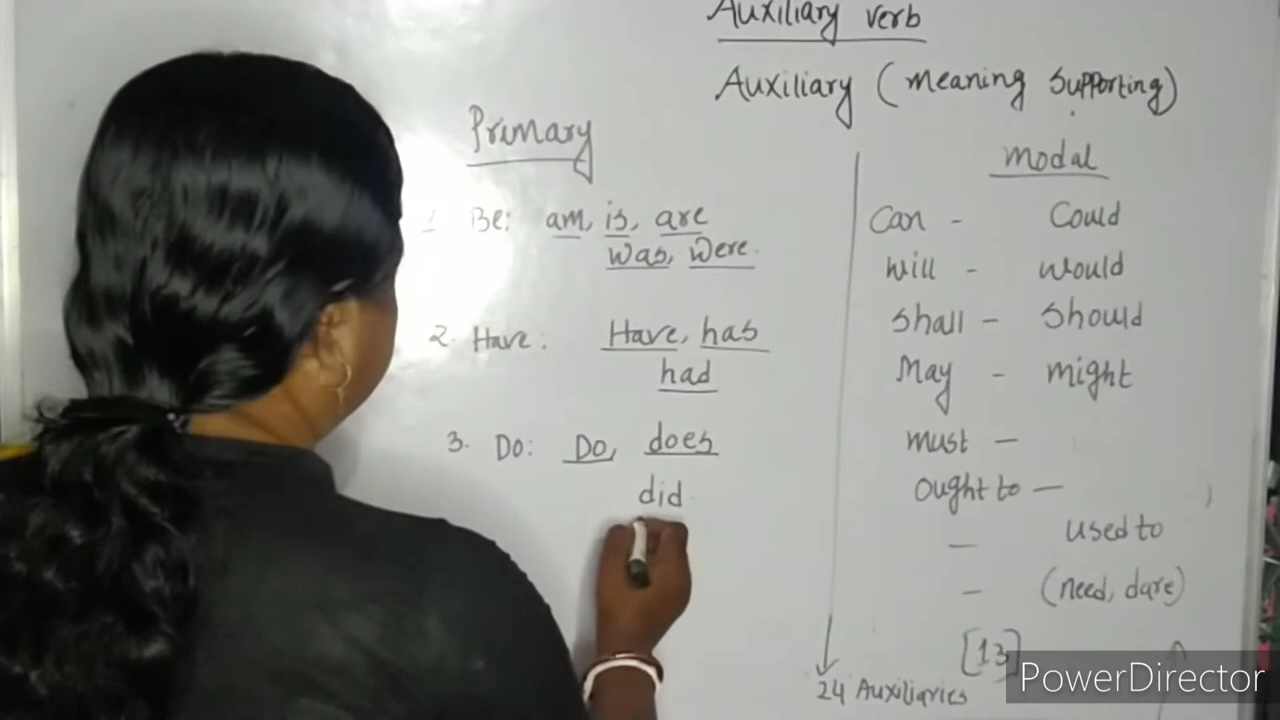 Auxiliary verb
Auxiliary (meaning supporting)
Primary
1 Be: am, is, are
was, were.
2. Have: Have, has
had
3. Do: Do, does
did
Modal
Can - Could
will - would
shall - should
May - might
must -
ought to -
- used to
- (need, dare)
[13]
24 Auxiliaries
PowerDirector